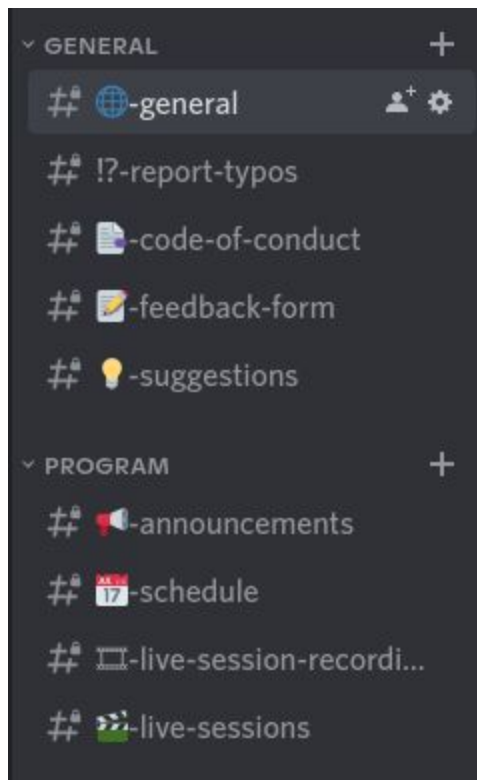 GENERAL
# 🌐-general
# !?-report-typos
# 📄-code-of-conduct
# 📝-feedback-form
# 💡-suggestions
PROGRAM
# 📢-announcements
# 📅-schedule
# 🎞-live-session-recordi...
# 🎬-live-sessions